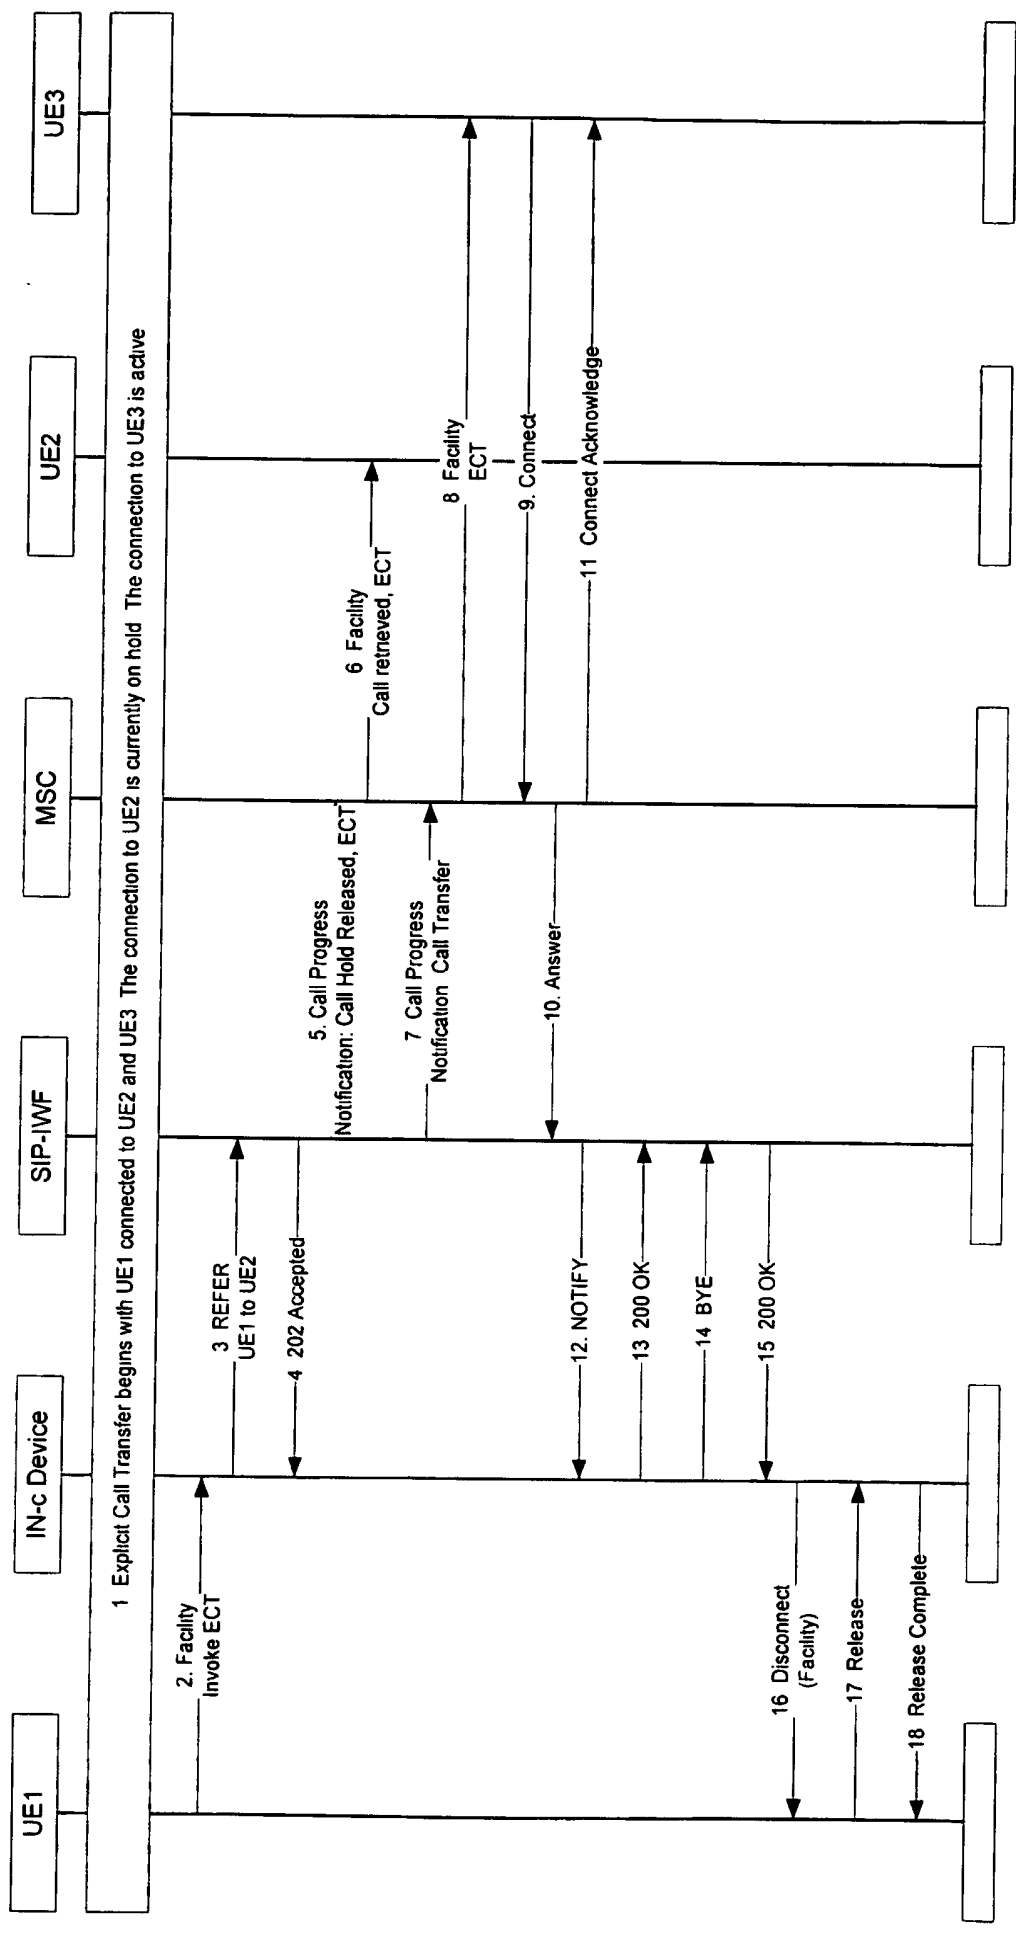 UE1
IN-c Device
SIP-IWF
MSC
UE2
UE3
1 Explicit Call Transfer begins with UE1 connected to UE2 and UE3 The connection to UE2 is currently on hold The connection to UE3 is active
2. Facility
Invoke ECT
3 REFER
UE1 to UE2
4 202 Accepted
5. Call Progress
Notification: Call Hold Released, ECT
6 Facility
Call retrieved, ECT
7 Call Progress
Notification Call Transfer
8 Facility
ECT
9. Connect
10. Answer
11 Connect Acknowledge
12. NOTIFY
13 200 OK
14 BYE
15 200 OK
16 Disconnect
(Facility)
17 Release
18 Release Complete